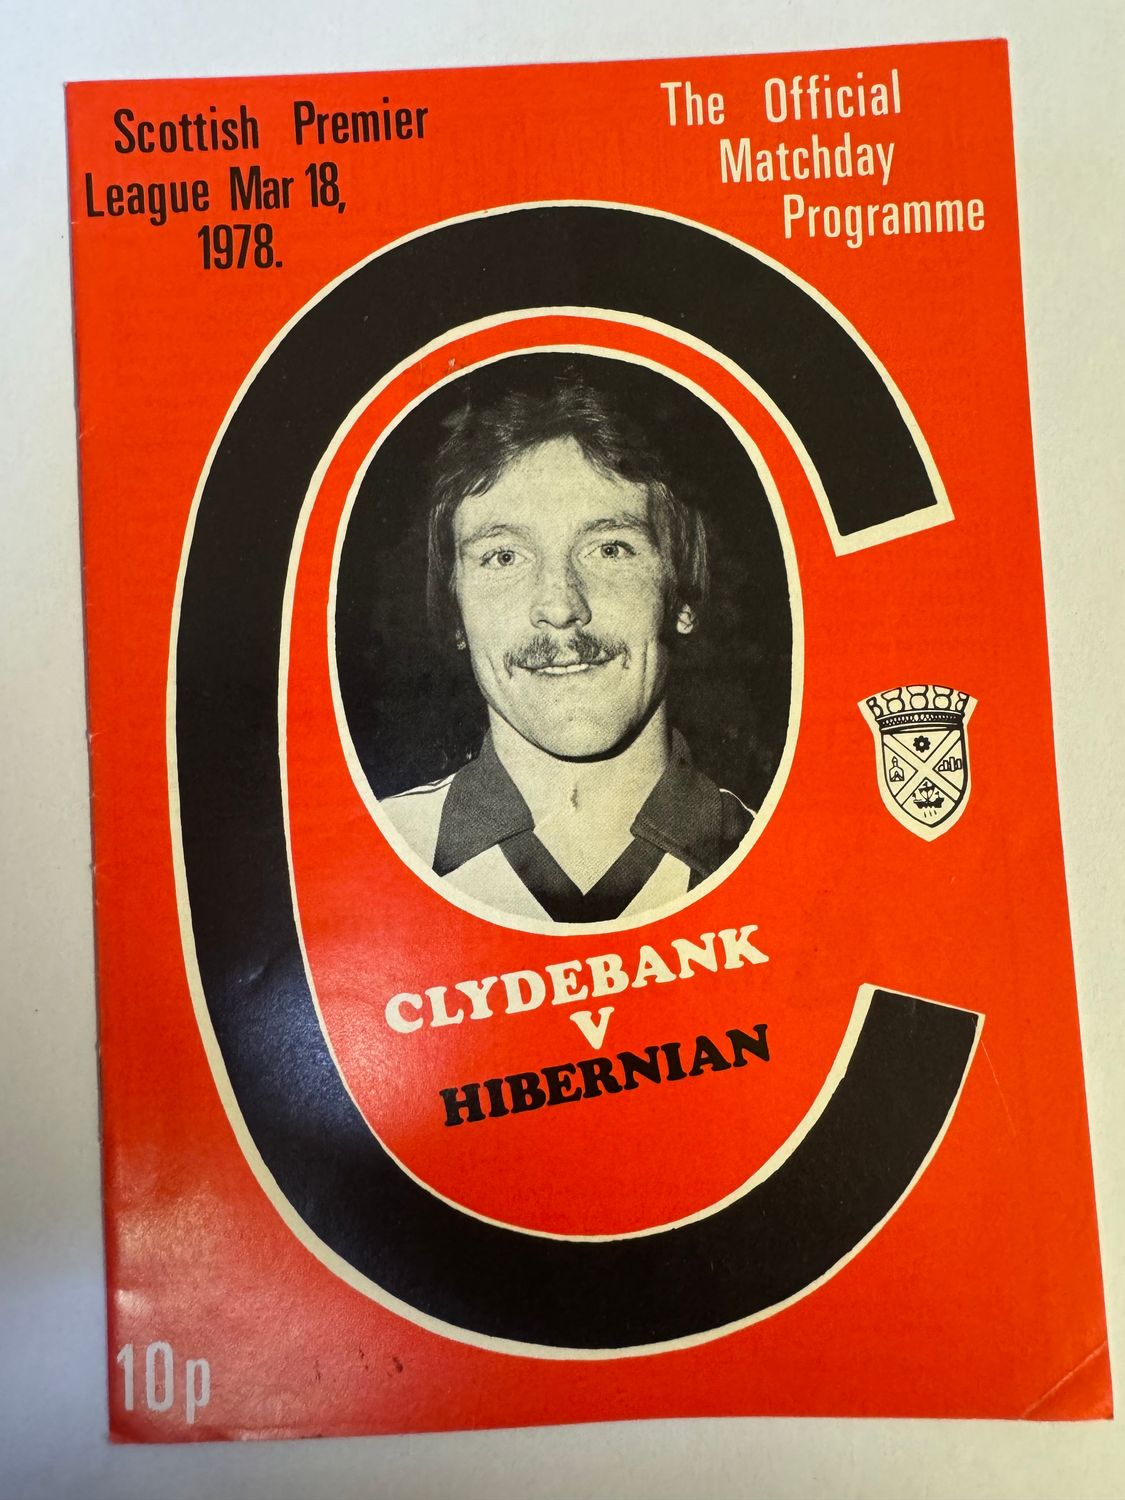 Scottish Premier
League Mar 18,
1978.
The Official
Matchday
Programme
CLYDEBANK
V
HIBERNIAN
10p